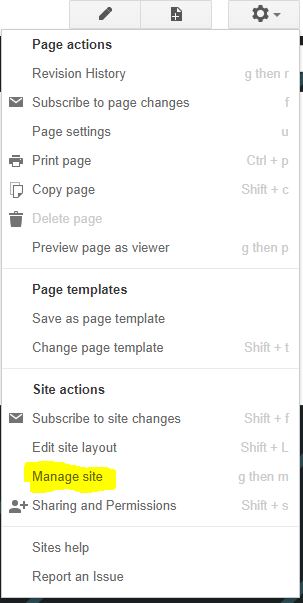 Page actions
Revision History g then r
Subscribe to page changes f
Page settings u
Print page Ctrl + p
Copy page Shift + c
Delete page
Preview page as viewer g then p
Page templates
Save as page template
Change page template Shift + t
Site actions
Subscribe to site changes Shift + f
Edit site layout Shift + L
Manage site g then m
Sharing and Permissions Shift + s
Sites help
Report an Issue